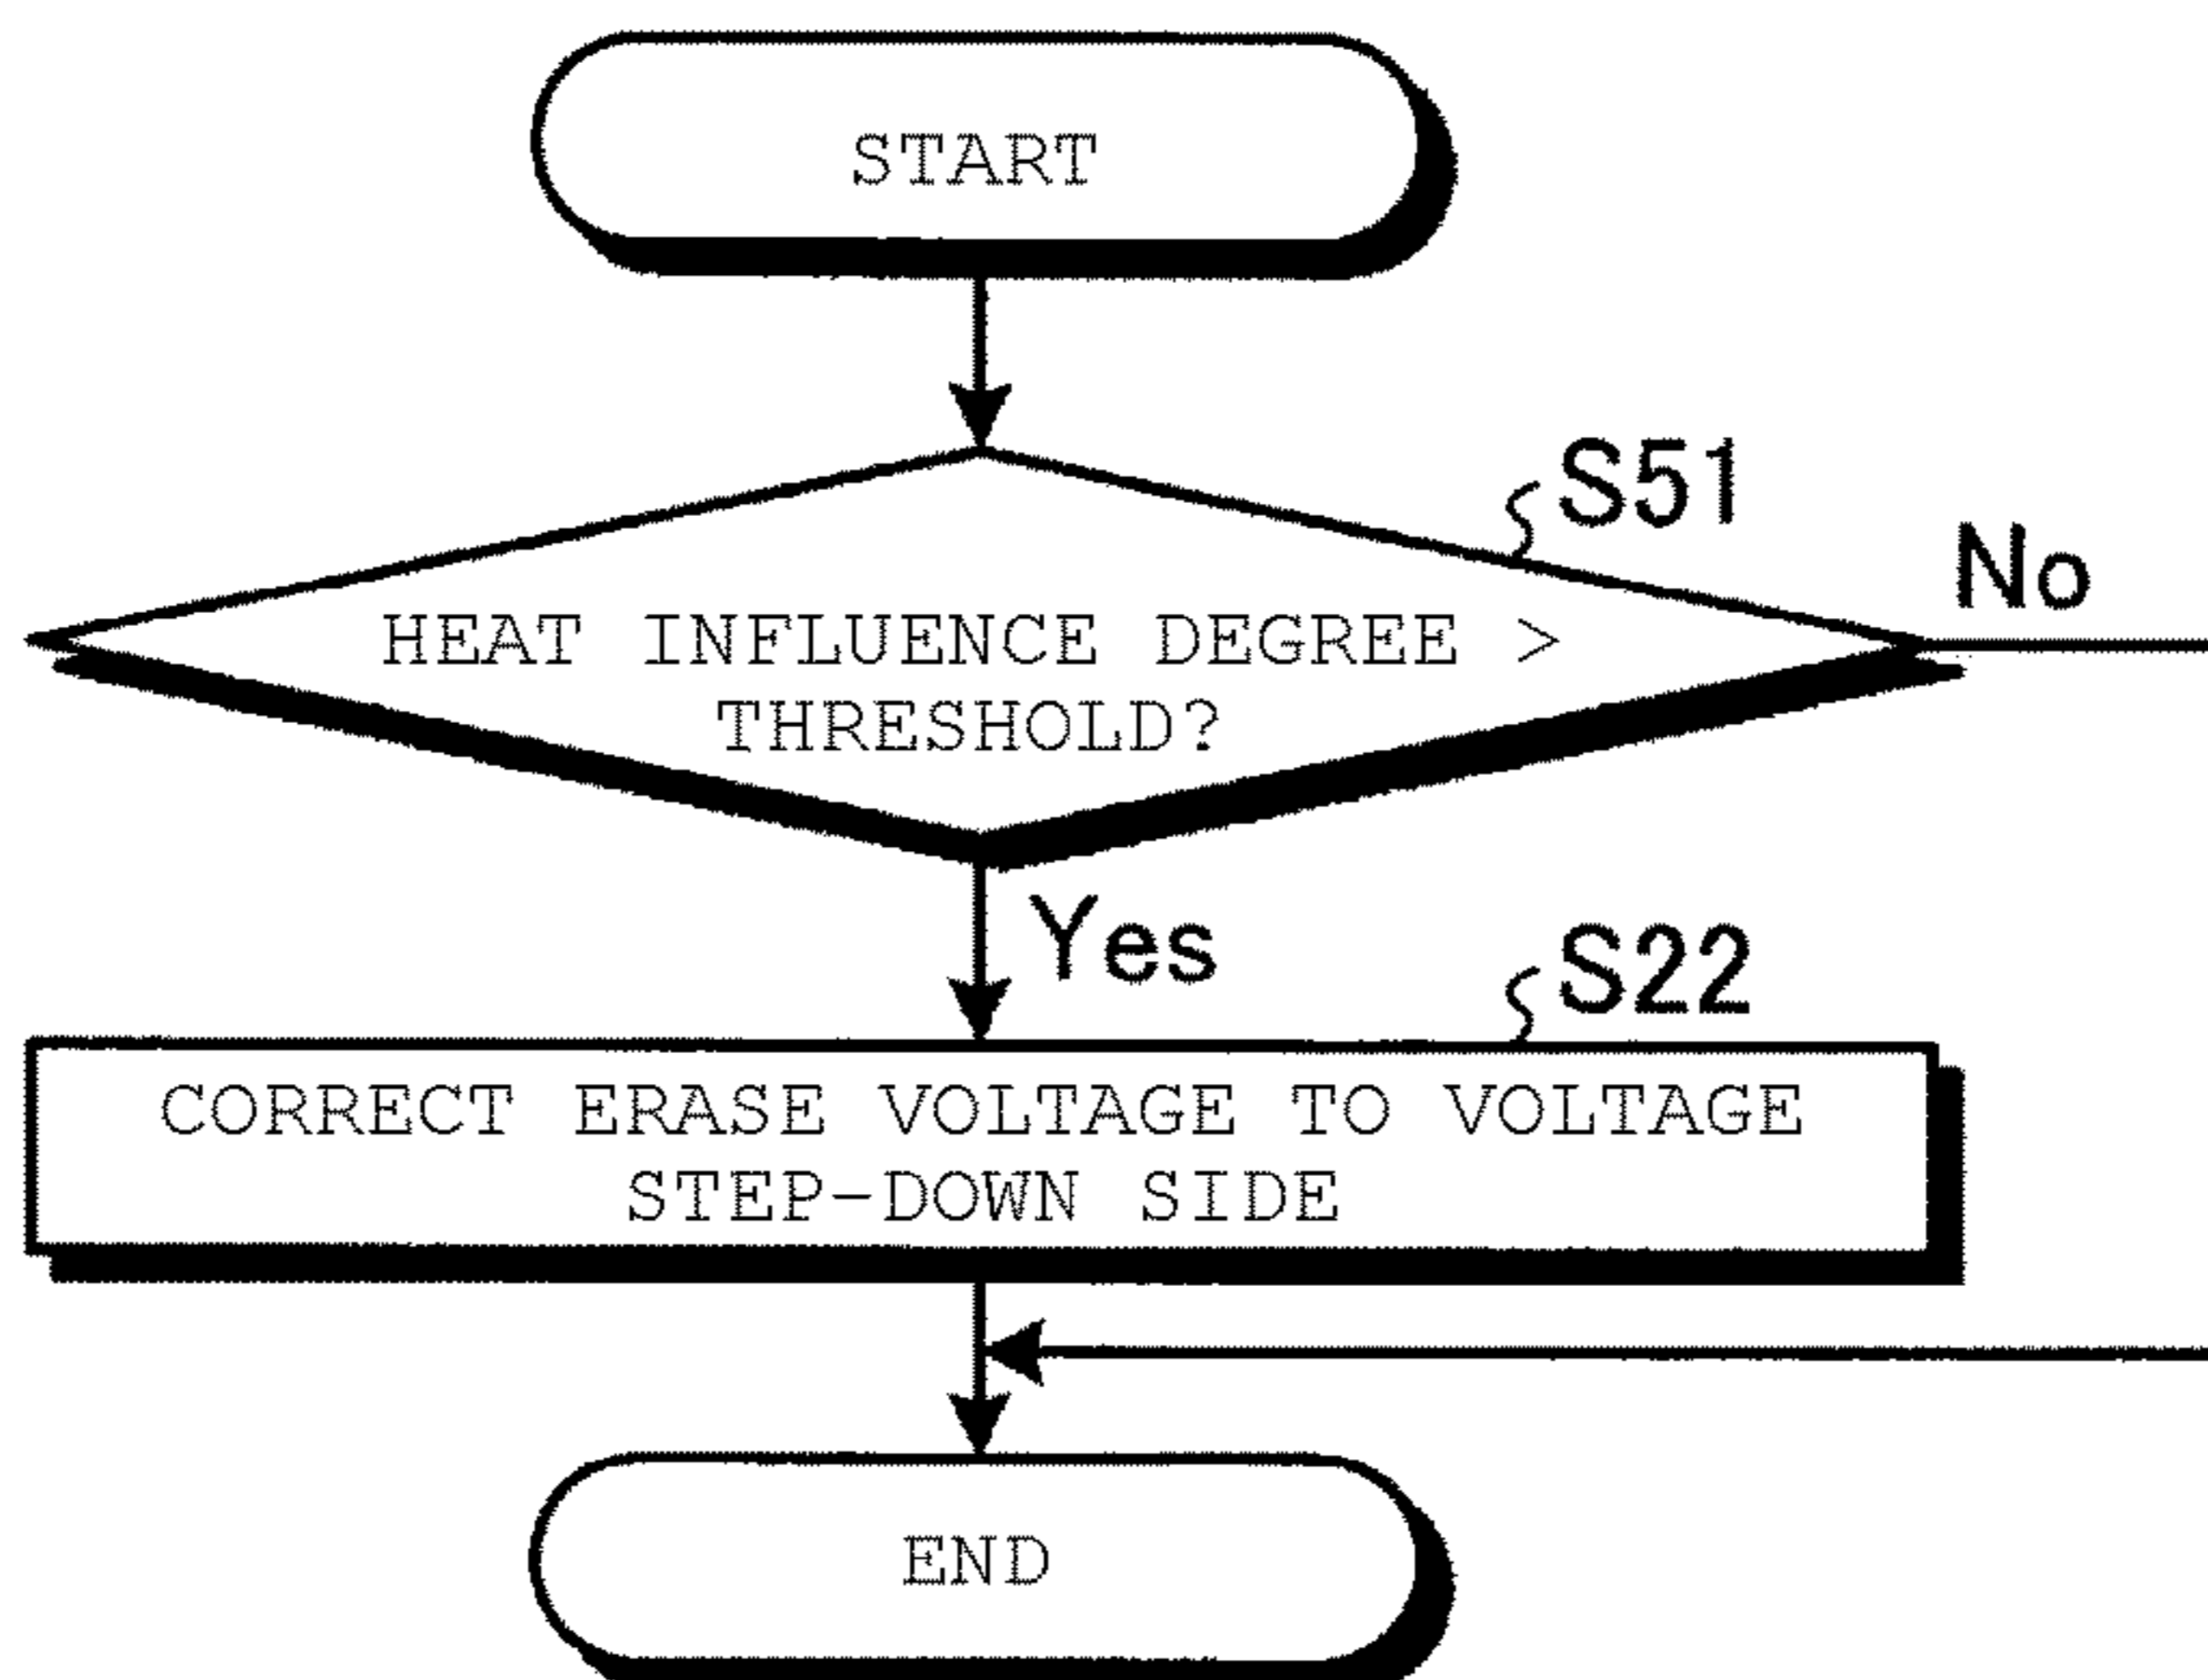 START
S51
No
HEAT INFLUENCE DEGREE >
THRESHOLD?
Yes
S22
CORRECT ERASE VOLTAGE TO VOLTAGE
STEP-DOWN SIDE
END